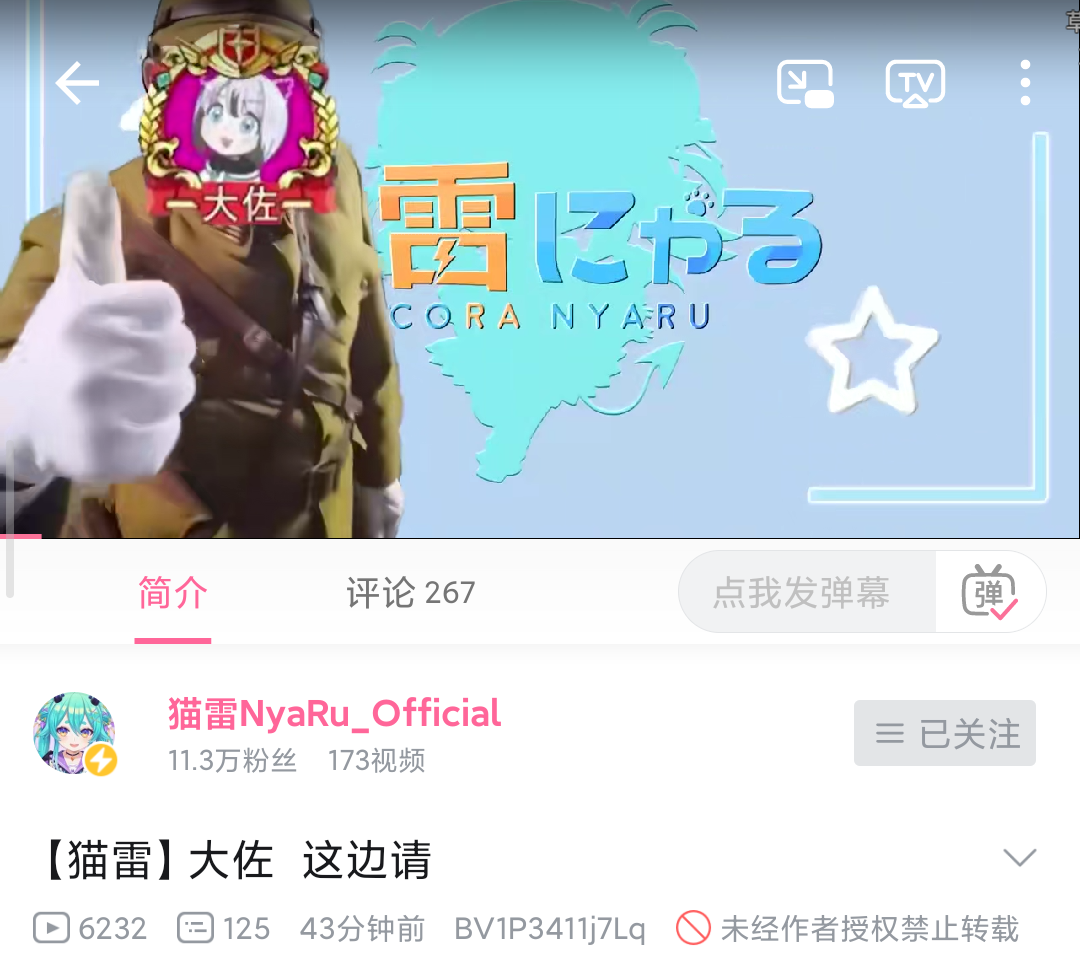 TV
大佐
雷にゃる
CORA NYARU
简介
评论 267
点我发弹幕
弹
猫雷NyaRu_Official
11.3万粉丝 173视频
已关注
【猫雷】大佐 这边请
6232 125 43分钟前 BV1P3411j7Lq 未经作者授权禁止转载